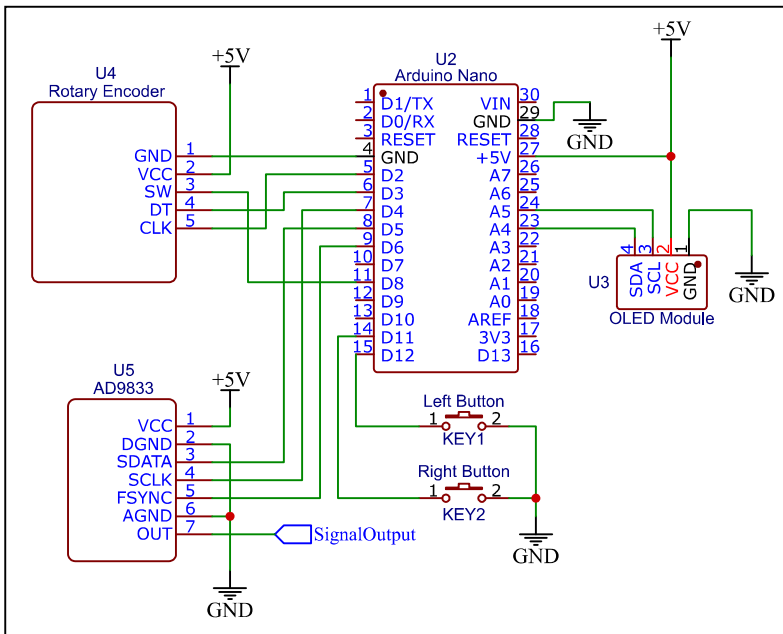 +5V
U4
Rotary Encoder
GND 1
VCC 2
SW 3
DT 4
CLK 5
U2
Arduino Nano
1 D1/TX VIN 30
2 D0/RX GND 29
3 RESET RESET 28
4 GND +5V 27
5 D2 A7 26
6 D3 A6 25
7 D4 A5 24
8 D5 A4 23
9 D6 A3 22
10 D7 A2 21
11 D8 A1 20
12 D9 A0 19
13 D10 AREF 18
14 D11 3V3 17
15 D12 D13 16
GND
+5V
4 3 2 1
SDA SCL VCC GND
U3
OLED Module
GND
U5
AD9833
+5V
VCC 1
DGND 2
SDATA 3
SCLK 4
FSYNC 5
AGND 6
OUT 7
SignalOutput
GND
Left Button
1 2
KEY1
Right Button
1 2
KEY2
GND